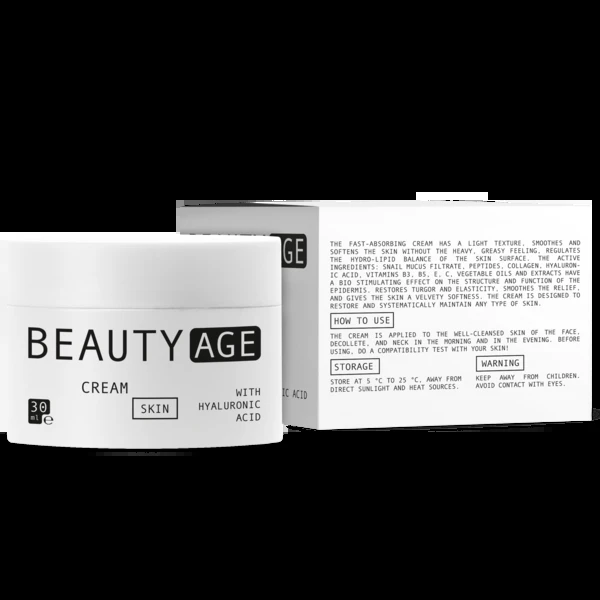 BEAUTY AGE
CREAM
SKIN
WITH
HYALURONIC
ACID
30
ml e
AGE
ACID
THE FAST-ABSORBING CREAM HAS A LIGHT TEXTURE, SMOOTHES AND
SOFTENS THE SKIN WITHOUT THE HEAVY, GREASY FEELING, REGULATES
THE HYDRO-LIPID BALANCE OF THE SKIN SURFACE. THE ACTIVE
INGREDIENTS: SNAIL MUCUS FILTRATE, PEPTIDES, COLLAGEN, HYALURON-
IC ACID, VITAMINS B3, B5, E, C, VEGETABLE OILS AND EXTRACTS HAVE
A BIO STIMULATING EFFECT ON THE STRUCTURE AND FUNCTION OF THE
EPIDERMIS. RESTORES TURGOR AND ELASTICITY, SMOOTHES THE RELIEF,
AND GIVES THE SKIN A VELVETY SOFTNESS. THE CREAM IS DESIGNED TO
RESTORE AND SYSTEMATICALLY MAINTAIN ANY TYPE OF SKIN.
HOW TO USE
THE CREAM IS APPLIED TO THE WELL-CLEANSED SKIN OF THE FACE,
DECOLLETE, AND NECK IN THE MORNING AND IN THE EVENING. BEFORE
USING, DO A COMPATIBILITY TEST WITH YOUR SKIN!
STORAGE
STORE AT 5 °C TO 25 °C, AWAY FROM
DIRECT SUNLIGHT AND HEAT SOURCES.
WARNING
KEEP AWAY FROM CHILDREN.
AVOID CONTACT WITH EYES.